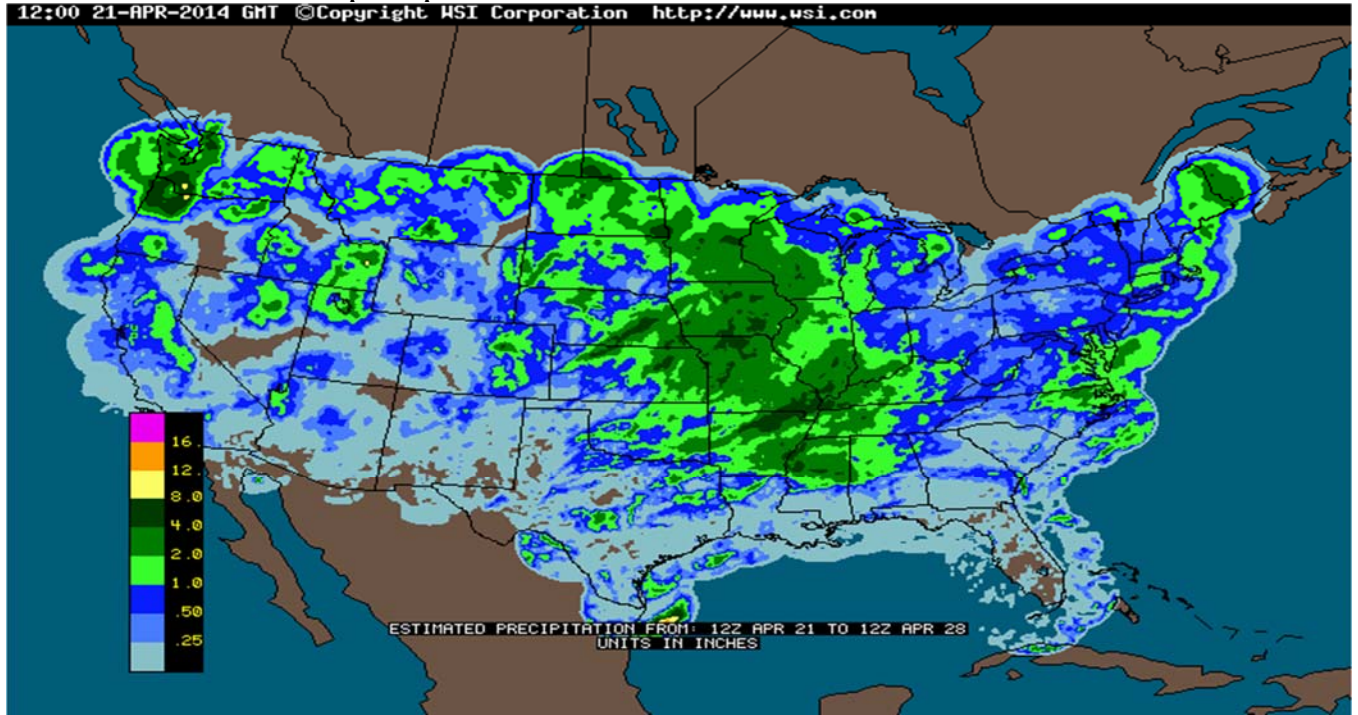 12:00 21-APR-2014 GMT ©Copyright WSI Corporation http://www.wsi.com
16.
12.
8.0
4.0
2.0
1.0
.50
.25
ESTIMATED PRECIPITATION FROM: 12Z APR 21 TO 12Z APR 28
UNITS IN INCHES